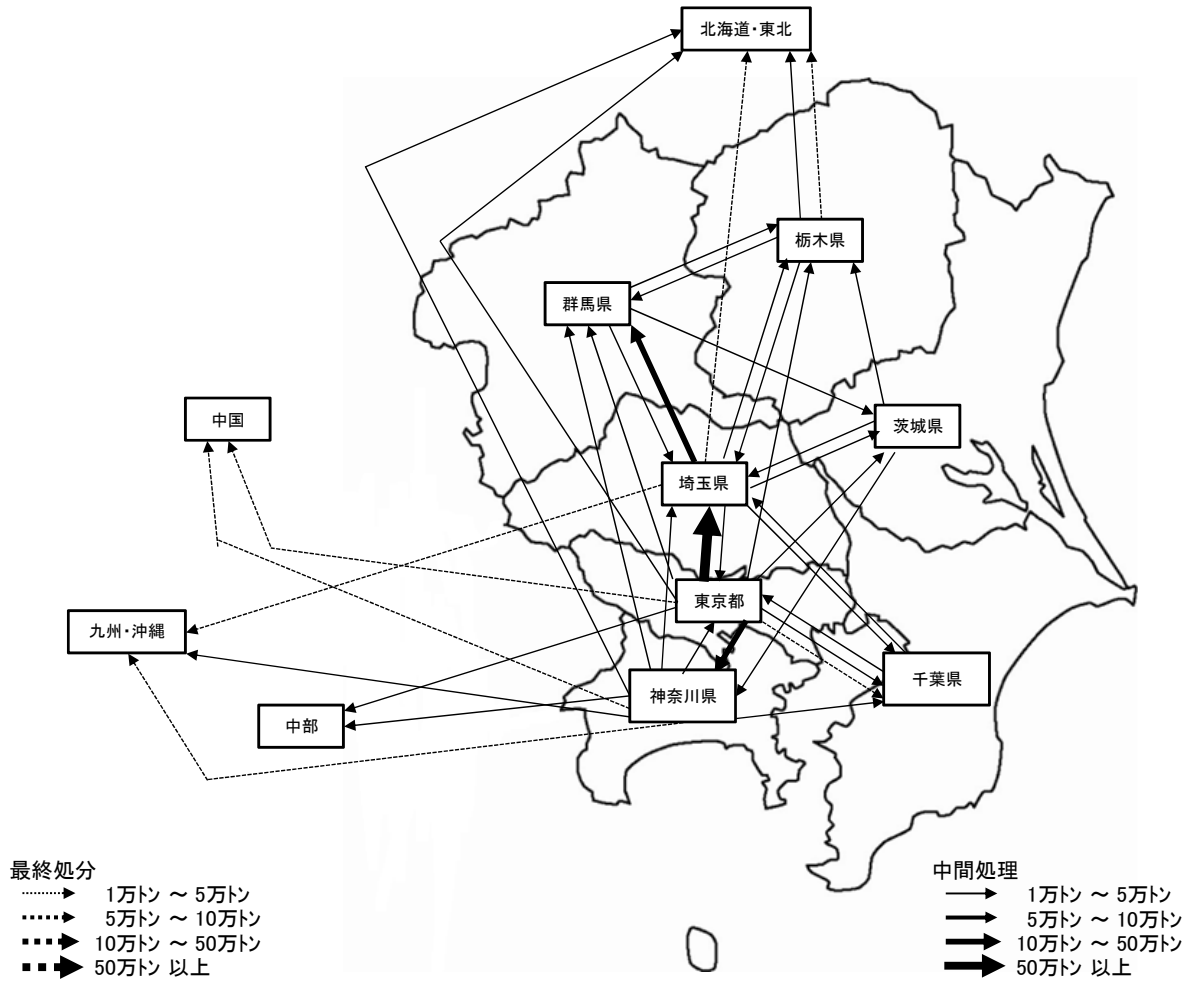 北海道・東北
栃木県
群馬県
中国
茨城県
埼玉県
東京都
九州・沖縄
千葉県
神奈川県
中部
最終処分
1万トン ～ 5万トン
5万トン ～ 10万トン
10万トン ～ 50万トン
50万トン 以上
中間処理
1万トン ～ 5万トン
5万トン ～ 10万トン
10万トン ～ 50万トン
50万トン 以上